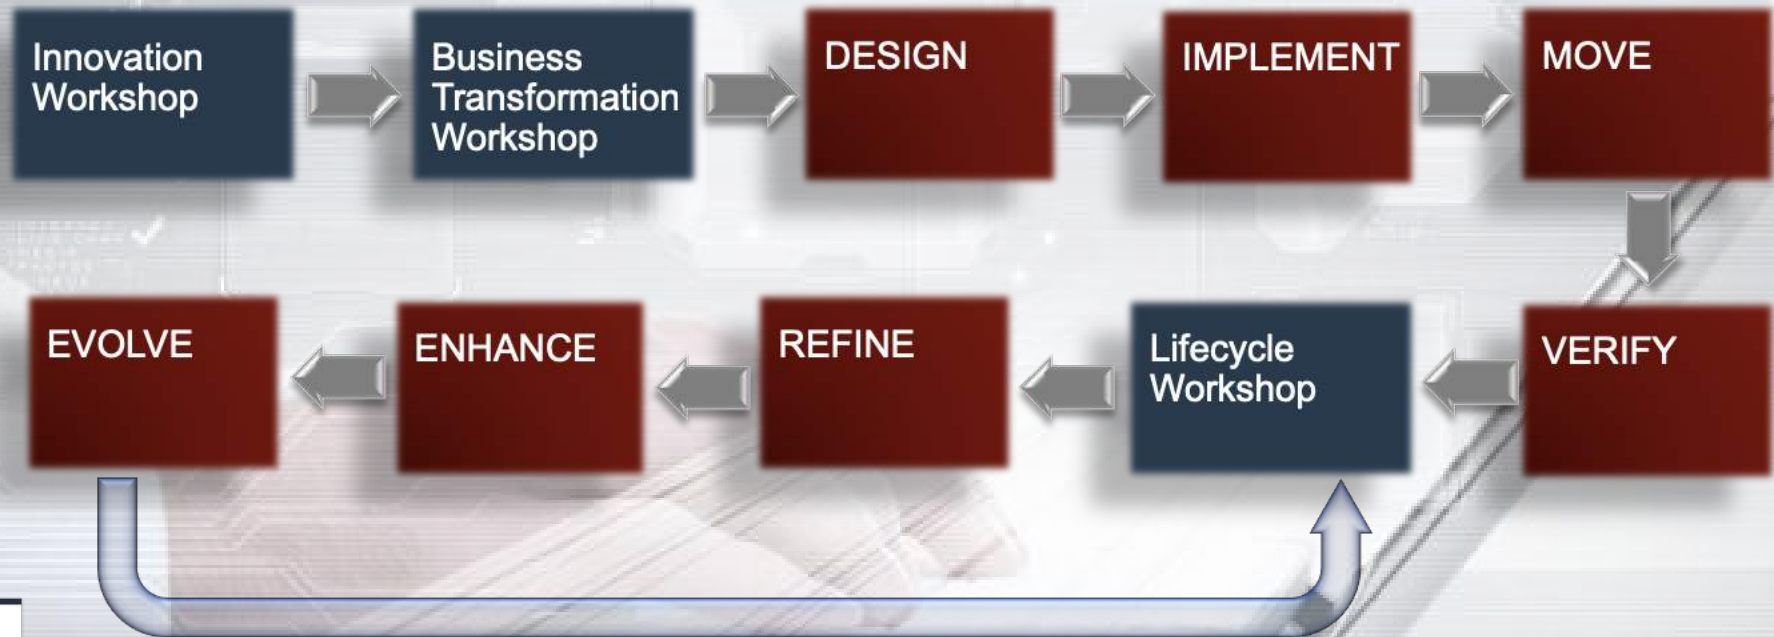 Innovation
Workshop
Business
Transformation
Workshop
DESIGN
IMPLEMENT
MOVE
EVOLVE
ENHANCE
REFINE
Lifecycle
Workshop
VERIFY